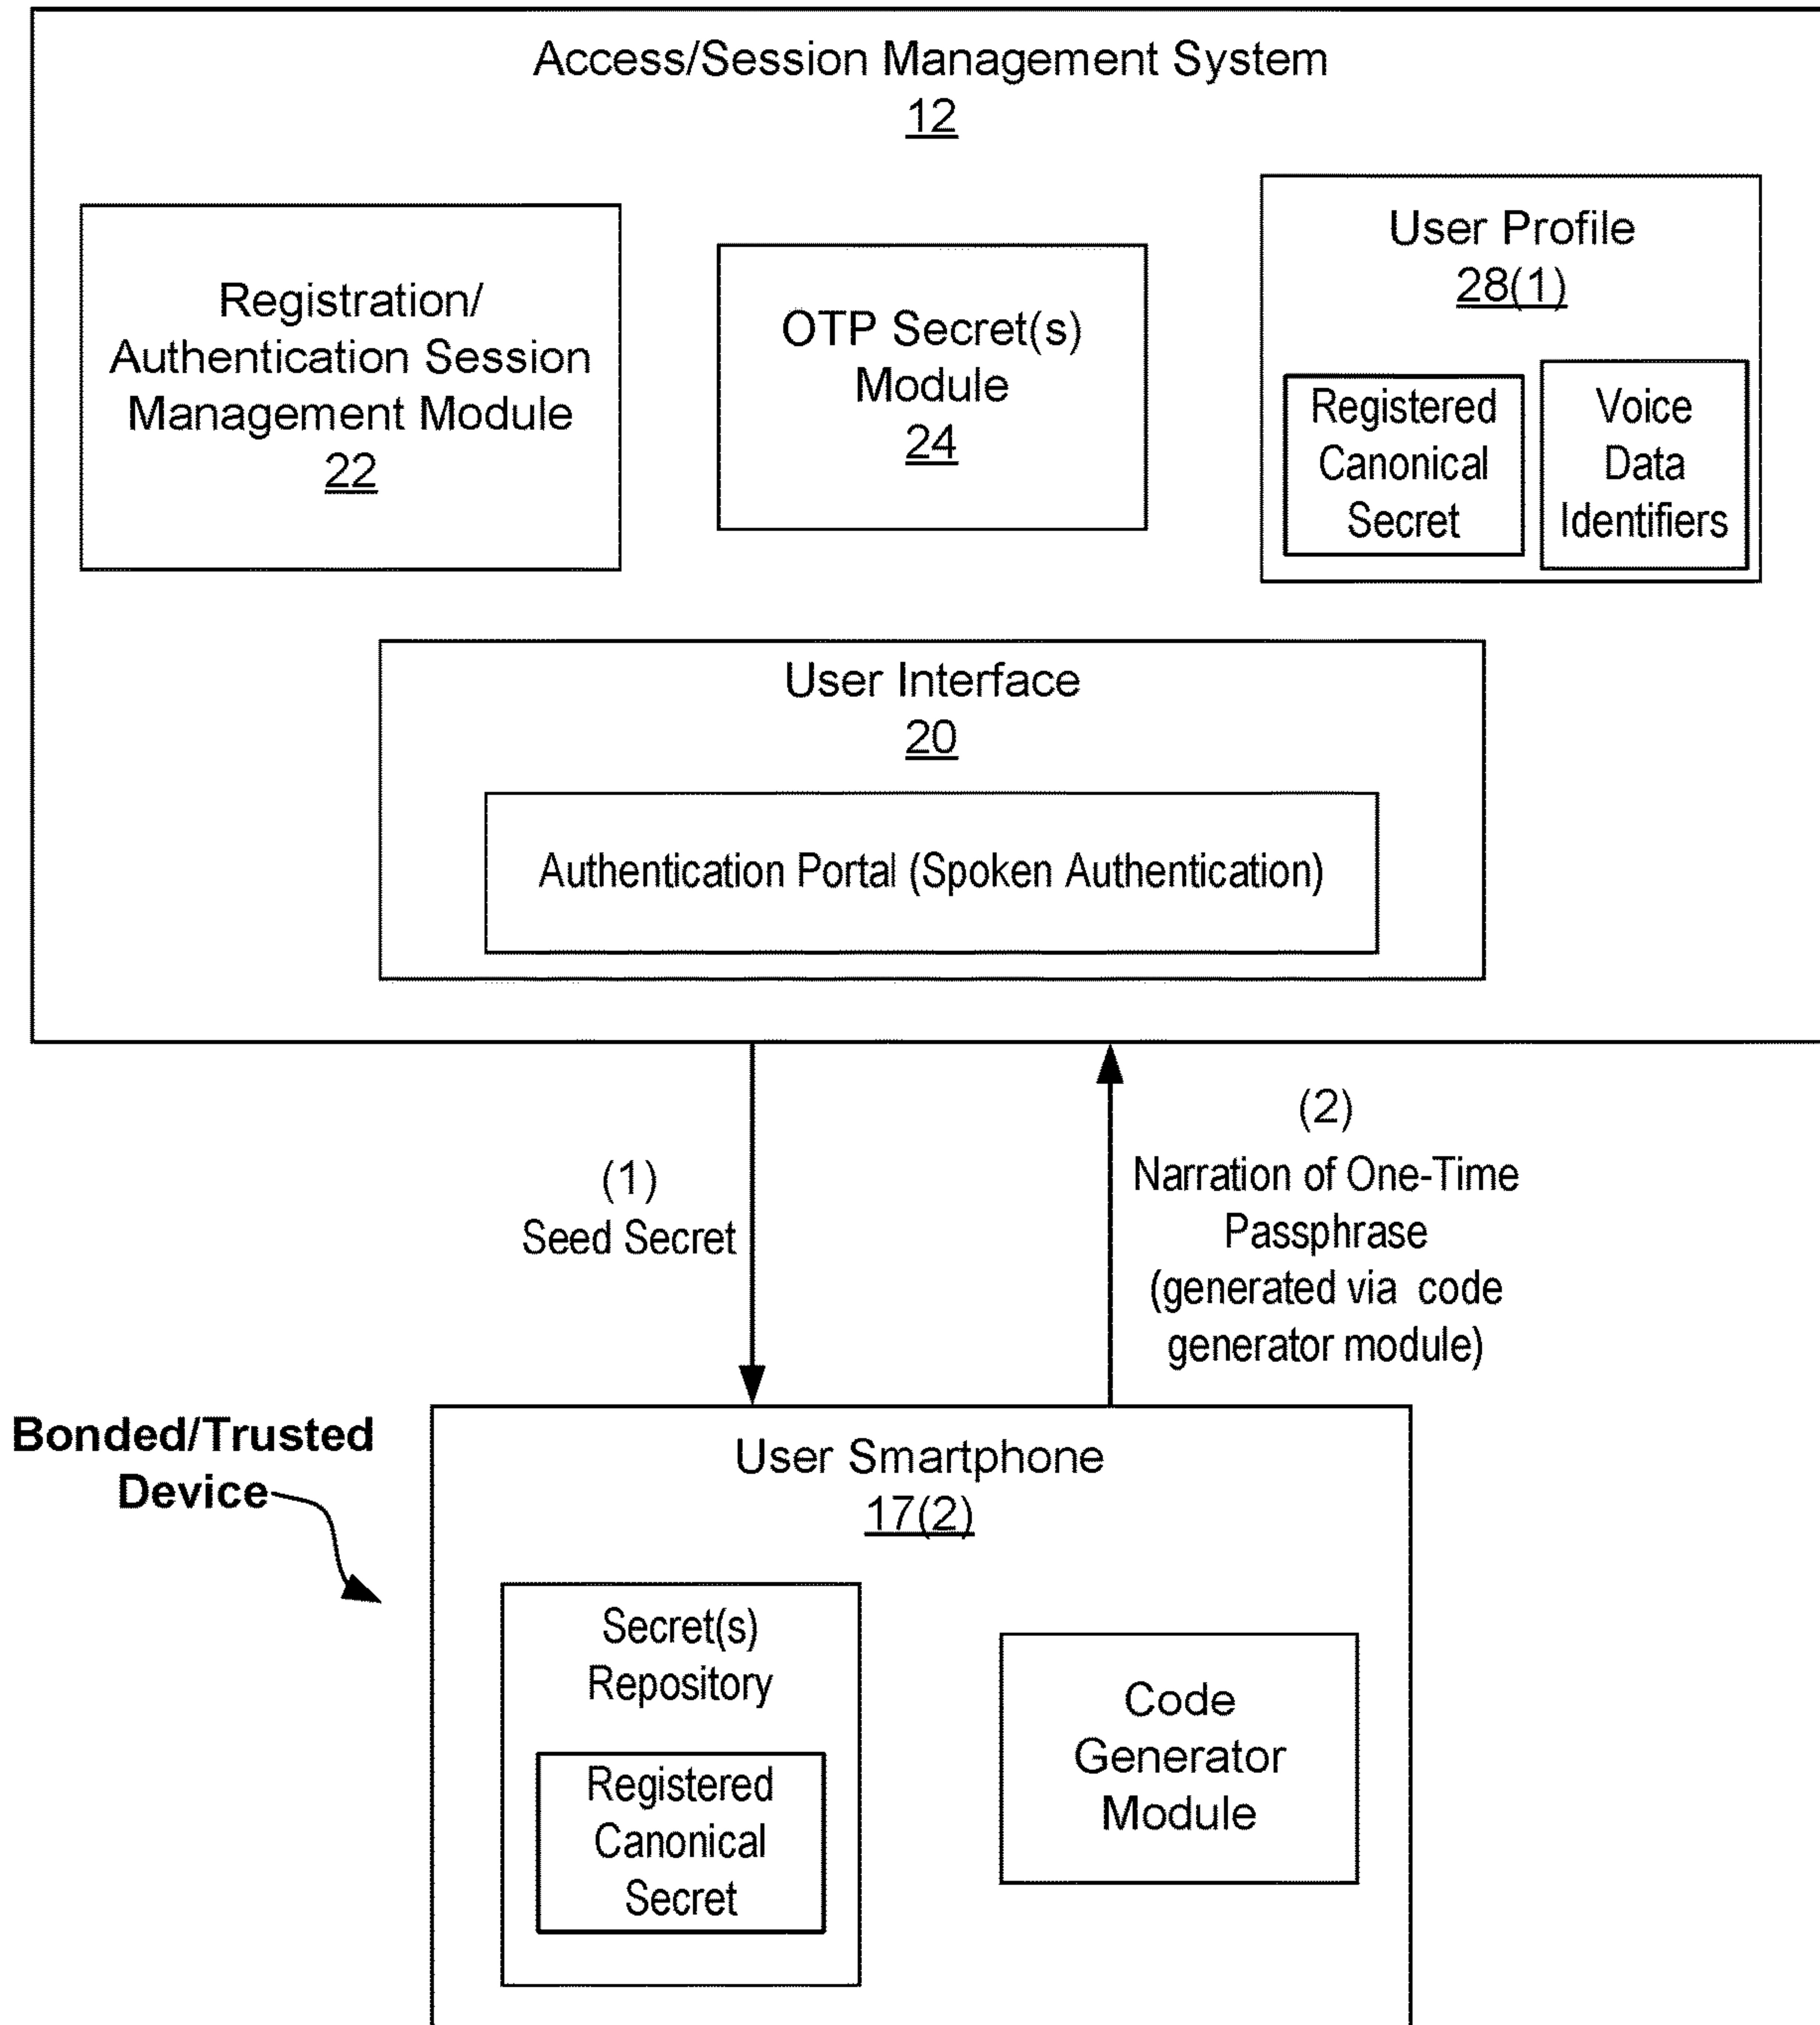 Access/Session Management System
12
Registration/
Authentication Session
Management Module
22
OTP Secret(s)
Module
24
User Profile
28(1)
Registered
Canonical
Secret
Voice
Data
Identifiers
User Interface
20
Authentication Portal (Spoken Authentication)
(1)
Seed Secret
(2)
Narration of One-Time
Passphrase
(generated via code
generator module)
Bonded/Trusted
Device
User Smartphone
17(2)
Secret(s)
Repository
Registered
Canonical
Secret
Code
Generator
Module